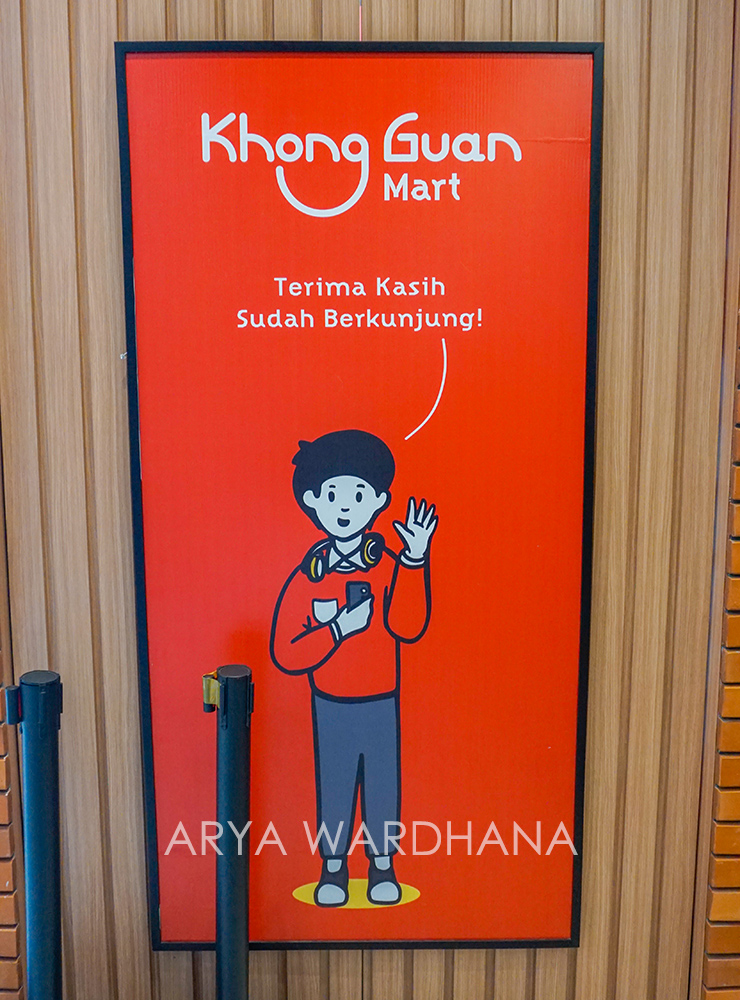 Khong Guan
Mart
Terima Kasih
Sudah Berkunjung!
ARYA WARDHANA